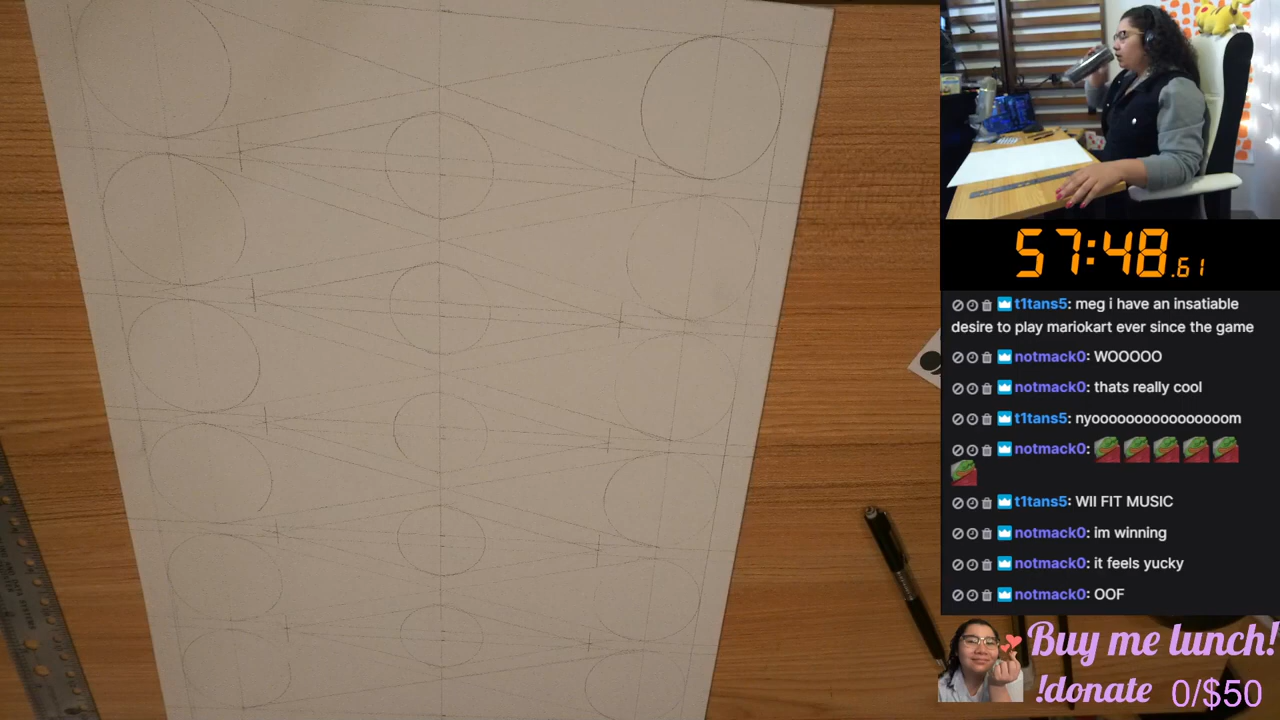 57:48.61
t1tans5: meg i have an insatiable
desire to play mariokart ever since the game
notmack0: WOOOOO
notmack0: thats really cool
t1tans5: nyoooooooooooooooom
notmack0:
t1tans5: WII FIT MUSIC
notmack0: im winning
notmack0: it feels yucky
notmack0: OOF
Buy me lunch!
!donate 0/$50